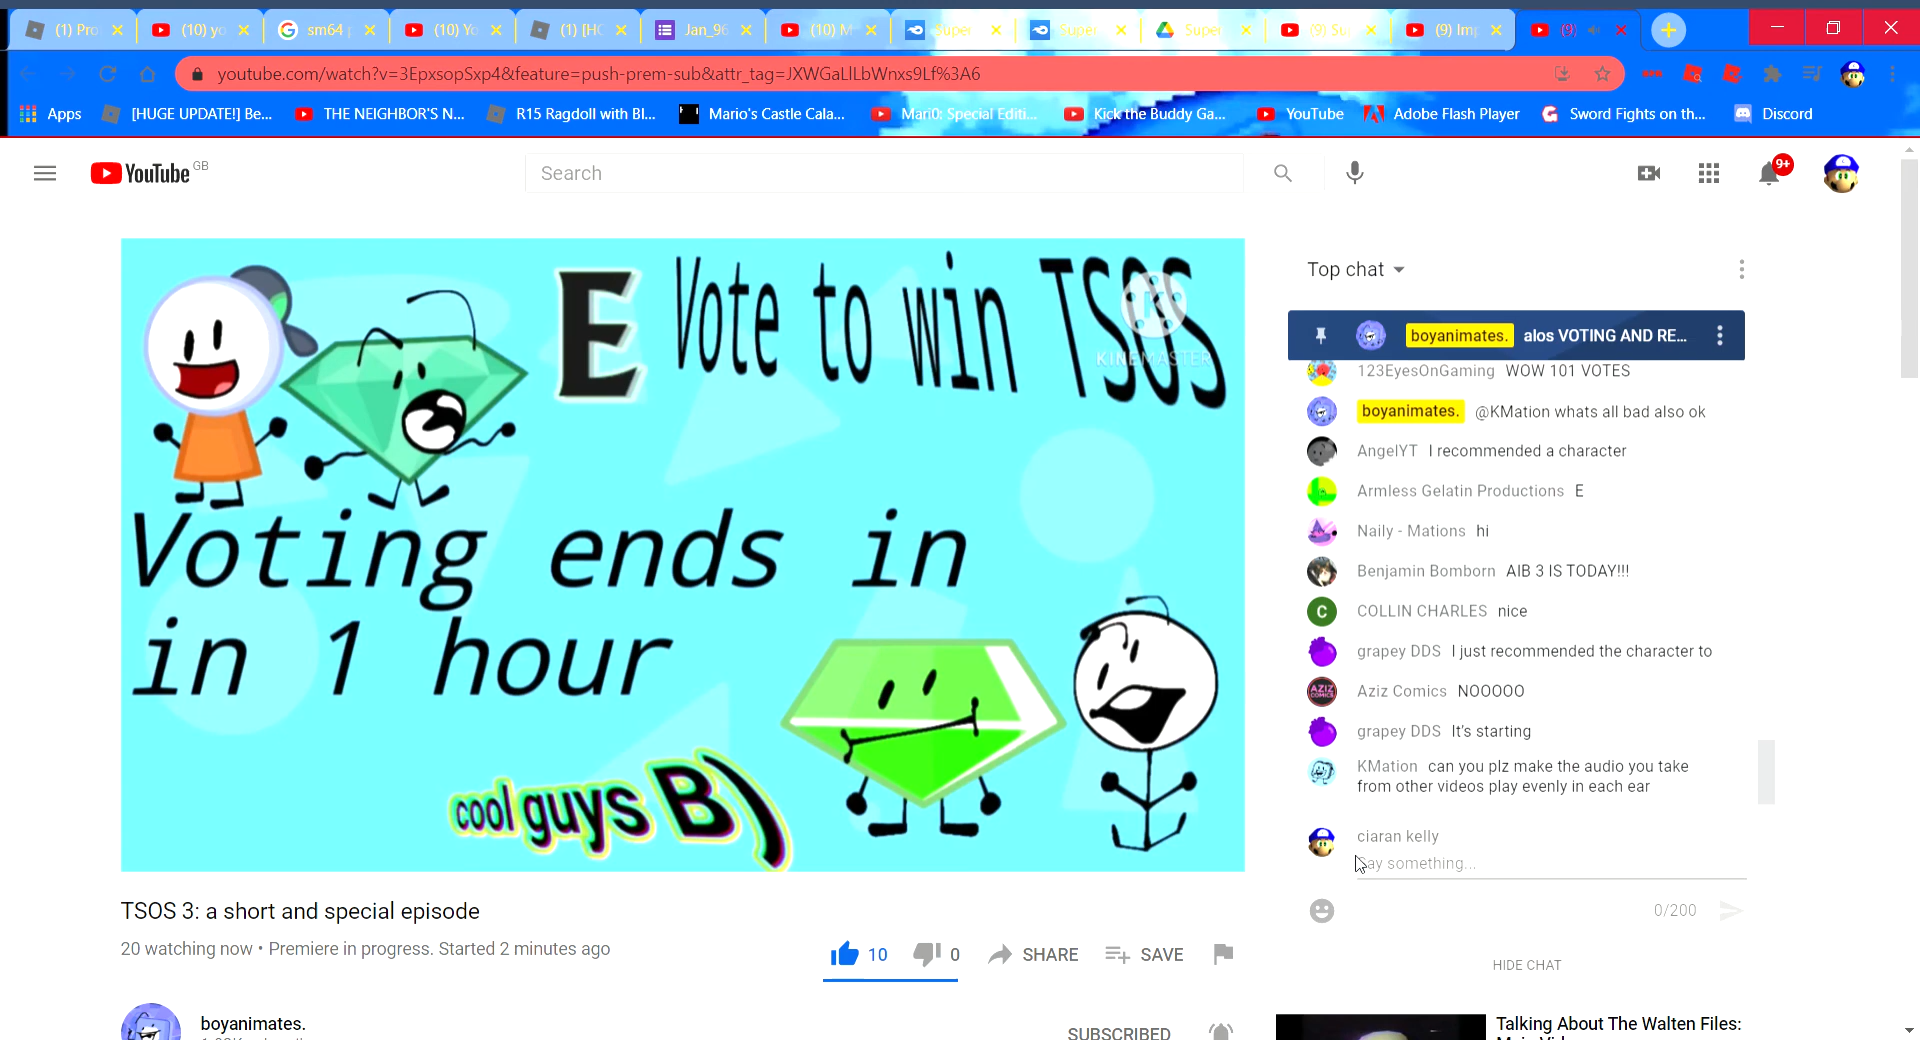 (1) Pro
(10) yo
sm64 p
(10) Yo
(1) [HO
Jan_96
(10) M
Super
Super
Super
(9) Su
(9) Imp
(9)
youtube.com/watch?v=3EpxsopSxp4&feature=push-prem-sub&attr_tag=JXWGaLlLbWnxs9Lf%3A6
Apps
[HUGE UPDATE!] Be...
THE NEIGHBOR'S N...
R15 Ragdoll with Bl...
Mario's Castle Cala...
Mari0: Special Editi...
Kick the Buddy Ga...
YouTube
Adobe Flash Player
Sword Fights on th...
Discord
YouTube GB
Search
9+
E Vote to win TSOS
KINEMASTER
Voting ends in
in 1 hour
cool guys B)
Top chat
boyanimates. alos VOTING AND RE...
123EyesOnGaming WOW 101 VOTES
boyanimates. @KMation whats all bad also ok
AngelYT I recommended a character
Armless Gelatin Productions E
Naily - Mations hi
Benjamin Bomborn AIB 3 IS TODAY!!!
C COLLIN CHARLES nice
grapey DDS I just recommended the character to
AZIZ COMICS
Aziz Comics NOOOOO
grapey DDS It's starting
KMation can you plz make the audio you take
from other videos play evenly in each ear
ciaran kelly
Say something...
0/200
HIDE CHAT
TSOS 3: a short and special episode
20 watching now • Premiere in progress. Started 2 minutes ago
10
0
SHARE
SAVE
boyanimates.
SUBSCRIBED
Talking About The Walten Files: